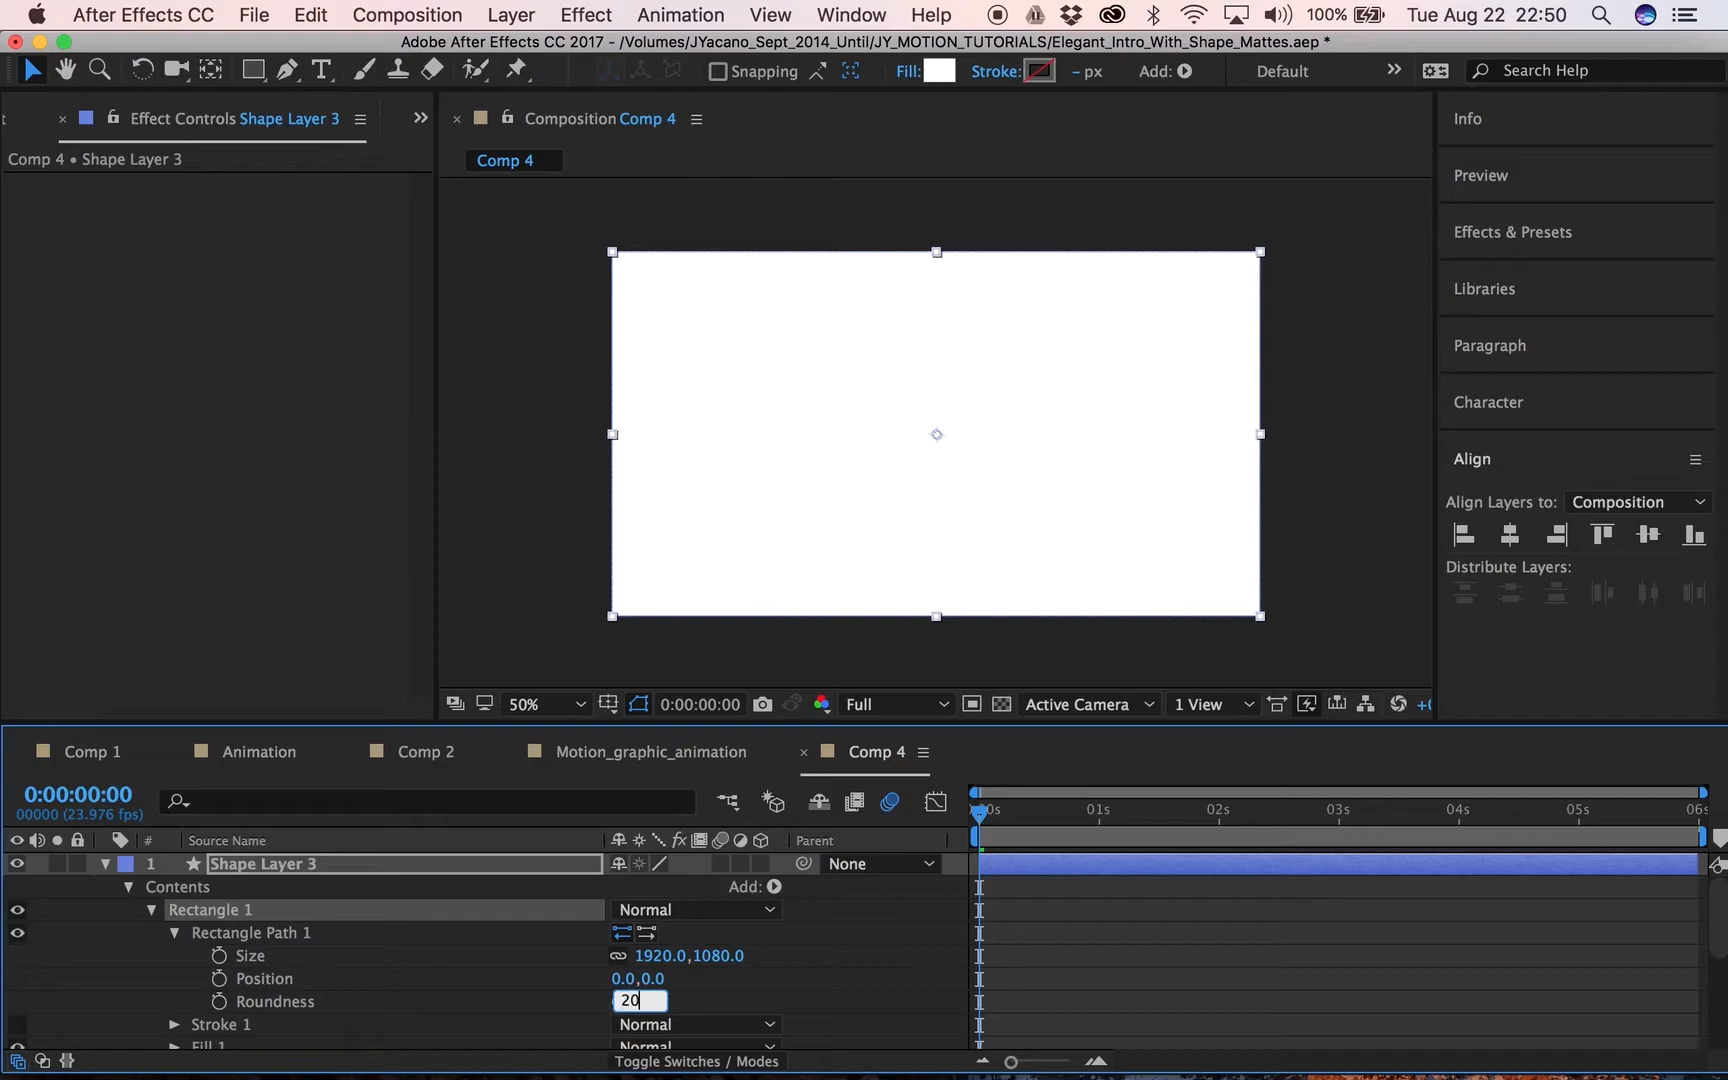 After Effects CC File Edit Composition Layer Effect Animation View Window Help 100% Tue Aug 22 22:50
Adobe After Effects CC 2017 - /Volumes/JYacano_Sept_2014_Until/JY_MOTION_TUTORIALS/Elegant_Intro_With_Shape_Mattes.aep *
Snapping Fill: Stroke: - px Add: Default Search Help
t Effect Controls Shape Layer 3
Composition Comp 4
Info
Comp 4 • Shape Layer 3
Comp 4
Preview
Effects & Presets
Libraries
Paragraph
Character
Align
Align Layers to: Composition
Distribute Layers:
50% 0:00:00:00 Full Active Camera 1 View
Comp 1 Animation Comp 2 Motion_graphic_animation × Comp 4
0:00:00:00
00000 (23.976 fps)
01s 02s 03s 04s 05s
# Source Name Parent
1 Shape Layer 3 None
Contents Add:
Rectangle 1 Normal
Rectangle Path 1
Size 1920.0,1080.0
Position 0.0,0.0
Roundness 20
Stroke 1 Normal
Fill 1 Normal
Toggle Switches / Modes